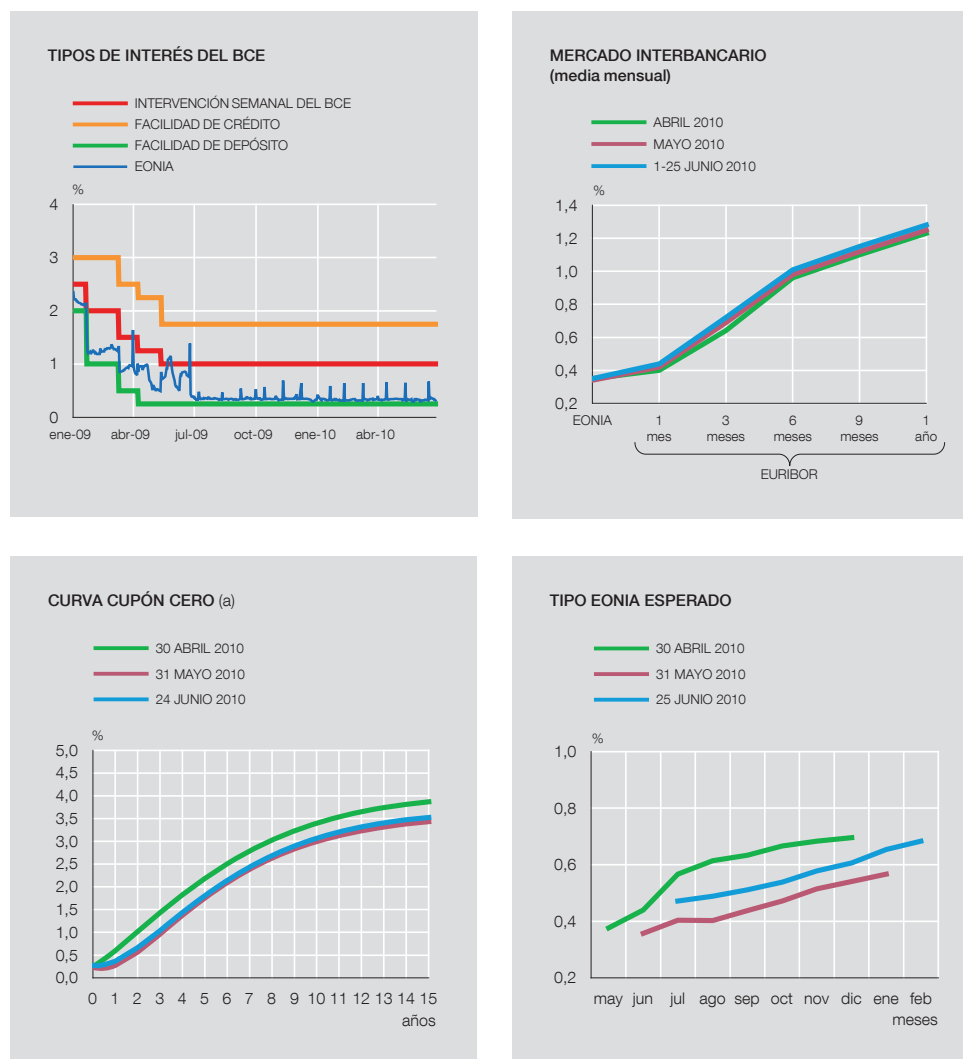 TIPOS DE INTERÉS DEL BCE
INTERVENCIÓN SEMANAL DEL BCE
FACILIDAD DE CRÉDITO
FACILIDAD DE DEPÓSITO
EONIA
%
4
3
2
1
0
ene-09 abr-09 jul-09 oct-09 ene-10 abr-10
MERCADO INTERBANCARIO
(media mensual)
ABRIL 2010
MAYO 2010
1-25 JUNIO 2010
%
1,4
1,2
1,0
0,8
0,6
0,4
0,2
EONIA 1 3 6 9 1
mes meses meses meses año
EURIBOR
CURVA CUPÓN CERO (a)
30 ABRIL 2010
31 MAYO 2010
24 JUNIO 2010
%
5,0
4,5
4,0
3,5
3,0
2,5
2,0
1,5
1,0
0,5
0,0
0 1 2 3 4 5 6 7 8 9 10 11 12 13 14 15
años
TIPO EONIA ESPERADO
30 ABRIL 2010
31 MAYO 2010
25 JUNIO 2010
%
1,0
0,8
0,6
0,4
0,2
may jun jul ago sep oct nov dic ene feb
meses